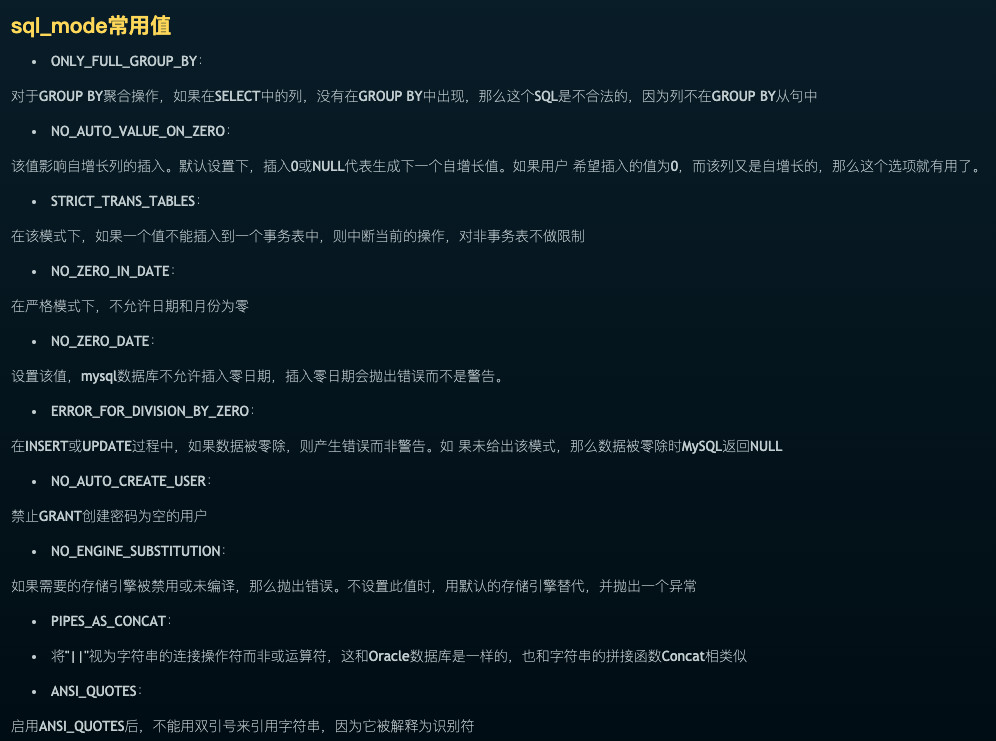 sql_mode常用值
• ONLY_FULL_GROUP_BY:
对于GROUP BY聚合操作，如果在SELECT中的列，没有在GROUP BY中出现，那么这个SQL是不合法的，因为列不在GROUP BY从句中
• NO_AUTO_VALUE_ON_ZERO:
该值影响自增长列的插入。默认设置下，插入0或NULL代表生成下一个自增长值。如果用户 希望插入的值为0，而该列又是自增长的，那么这个选项就有用了。
• STRICT_TRANS_TABLES:
在该模式下，如果一个值不能插入到一个事务表中，则中断当前的操作，对非事务表不做限制
• NO_ZERO_IN_DATE:
在严格模式下，不允许日期和月份为零
• NO_ZERO_DATE:
设置该值，mysql数据库不允许插入零日期，插入零日期会抛出错误而不是警告。
• ERROR_FOR_DIVISION_BY_ZERO:
在INSERT或UPDATE过程中，如果数据被零除，则产生错误而非警告。如 果未给出该模式，那么数据被零除时MySQL返回NULL
• NO_AUTO_CREATE_USER:
禁止GRANT创建密码为空的用户
• NO_ENGINE_SUBSTITUTION:
如果需要的存储引擎被禁用或未编译，那么抛出错误。不设置此值时，用默认的存储引擎替代，并抛出一个异常
• PIPES_AS_CONCAT:
• 将"||"视为字符串的连接操作符而非或运算符，这和Oracle数据库是一样的，也和字符串的拼接函数Concat相类似
• ANSI_QUOTES:
启用ANSI_QUOTES后，不能用双引号来引用字符串，因为它被解释为识别符